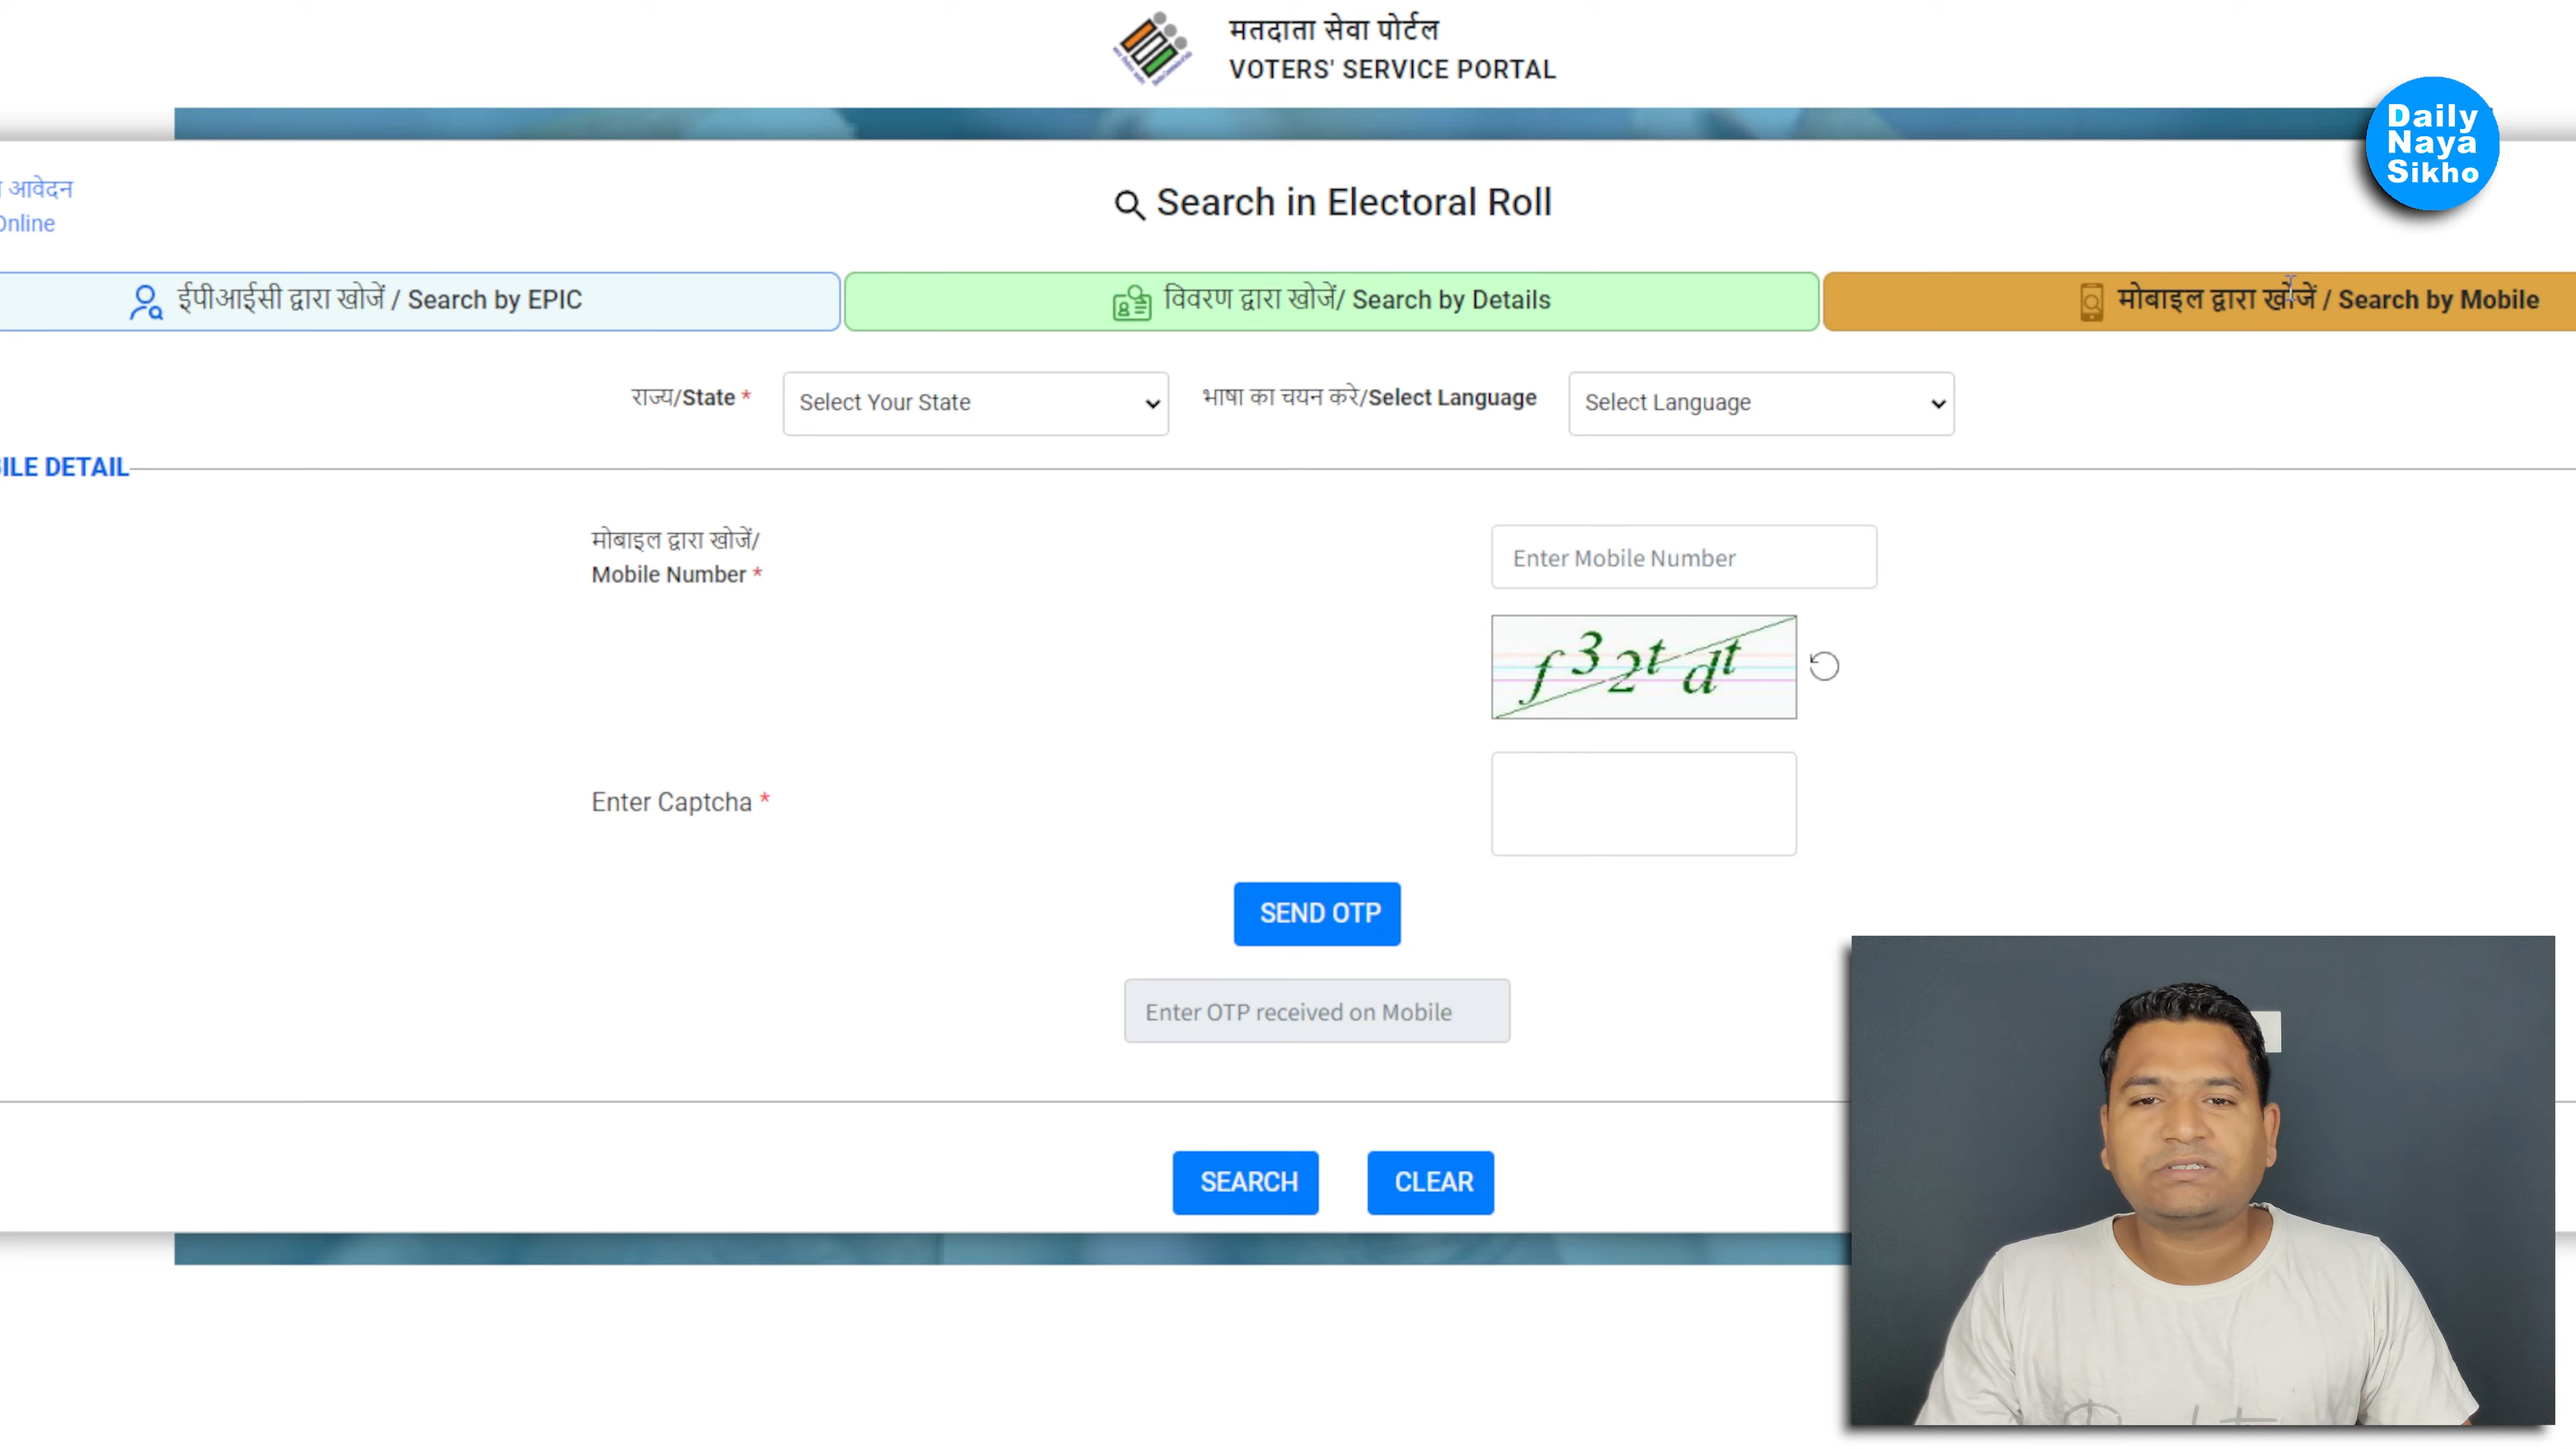 मतदाता सेवा पोर्टल
VOTERS' SERVICE PORTAL
Daily
Naya
Sikho
आवेदन
Online
Search in Electoral Roll
ईपीआईसी द्वारा खोजें / Search by EPIC
विवरण द्वारा खोजें/ Search by Details
मोबाइल द्वारा खोजें / Search by Mobile
राज्य/State * Select Your State
भाषा का चयन करे/Select Language Select Language
ILE DETAIL
मोबाइल द्वारा खोजें/
Mobile Number *
Enter Mobile Number
f32tdt
Enter Captcha *
SEND OTP
Enter OTP received on Mobile
SEARCH CLEAR